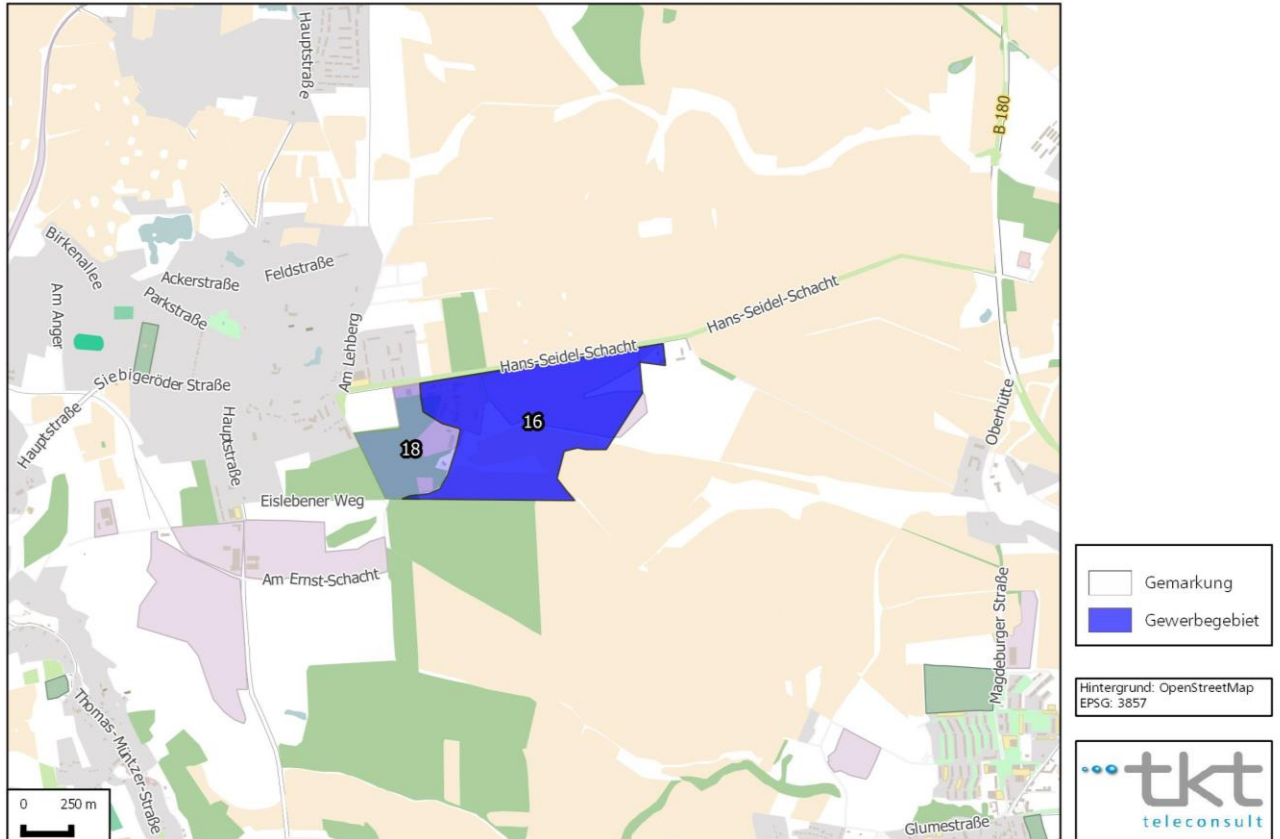 Hauptstraße
B 180
Birkenallee
Ackerstraße
Feldstraße
Parkstraße
Am Anger
Am Lehberg
Hans-Seidel-Schacht
Hans-Seidel-Schacht
Siebigeröder Straße
Hauptstraße
Hauptstraße
Oberhütte
16
18
Eislebener Weg
Am Ernst-Schacht
Magdeburger Straße
Thomas-Müntzer-Straße
Glumestraße
0 250 m
Gemarkung
Gewerbegebiet
Hintergrund: OpenStreetMap
EPSG: 3857
tkt
teleconsult